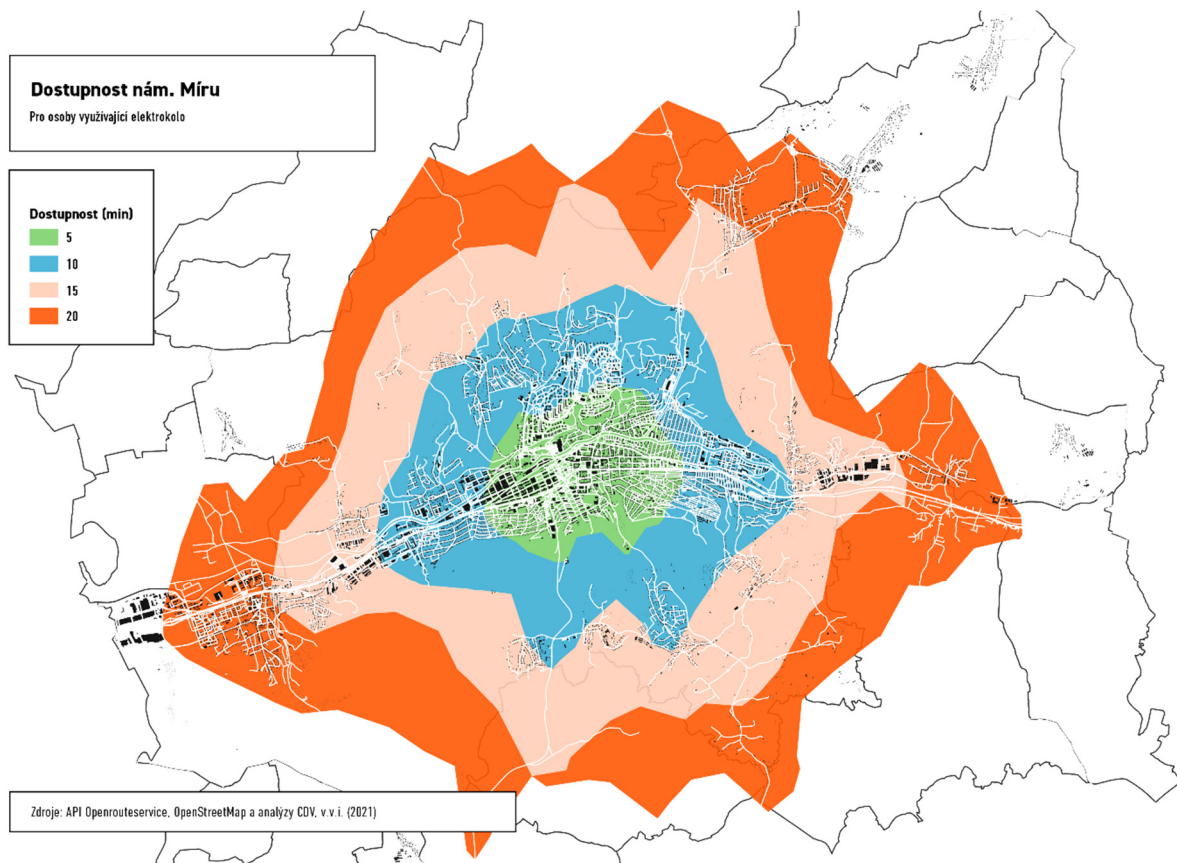 Dostupnost nám. Míru
Pro osoby využívající elektrokolo
Dostupnost (min)
5
10
15
20
Zdroje: API Openrouteservice, OpenStreetMap a analýzy CDV, v.v.i. (2021)